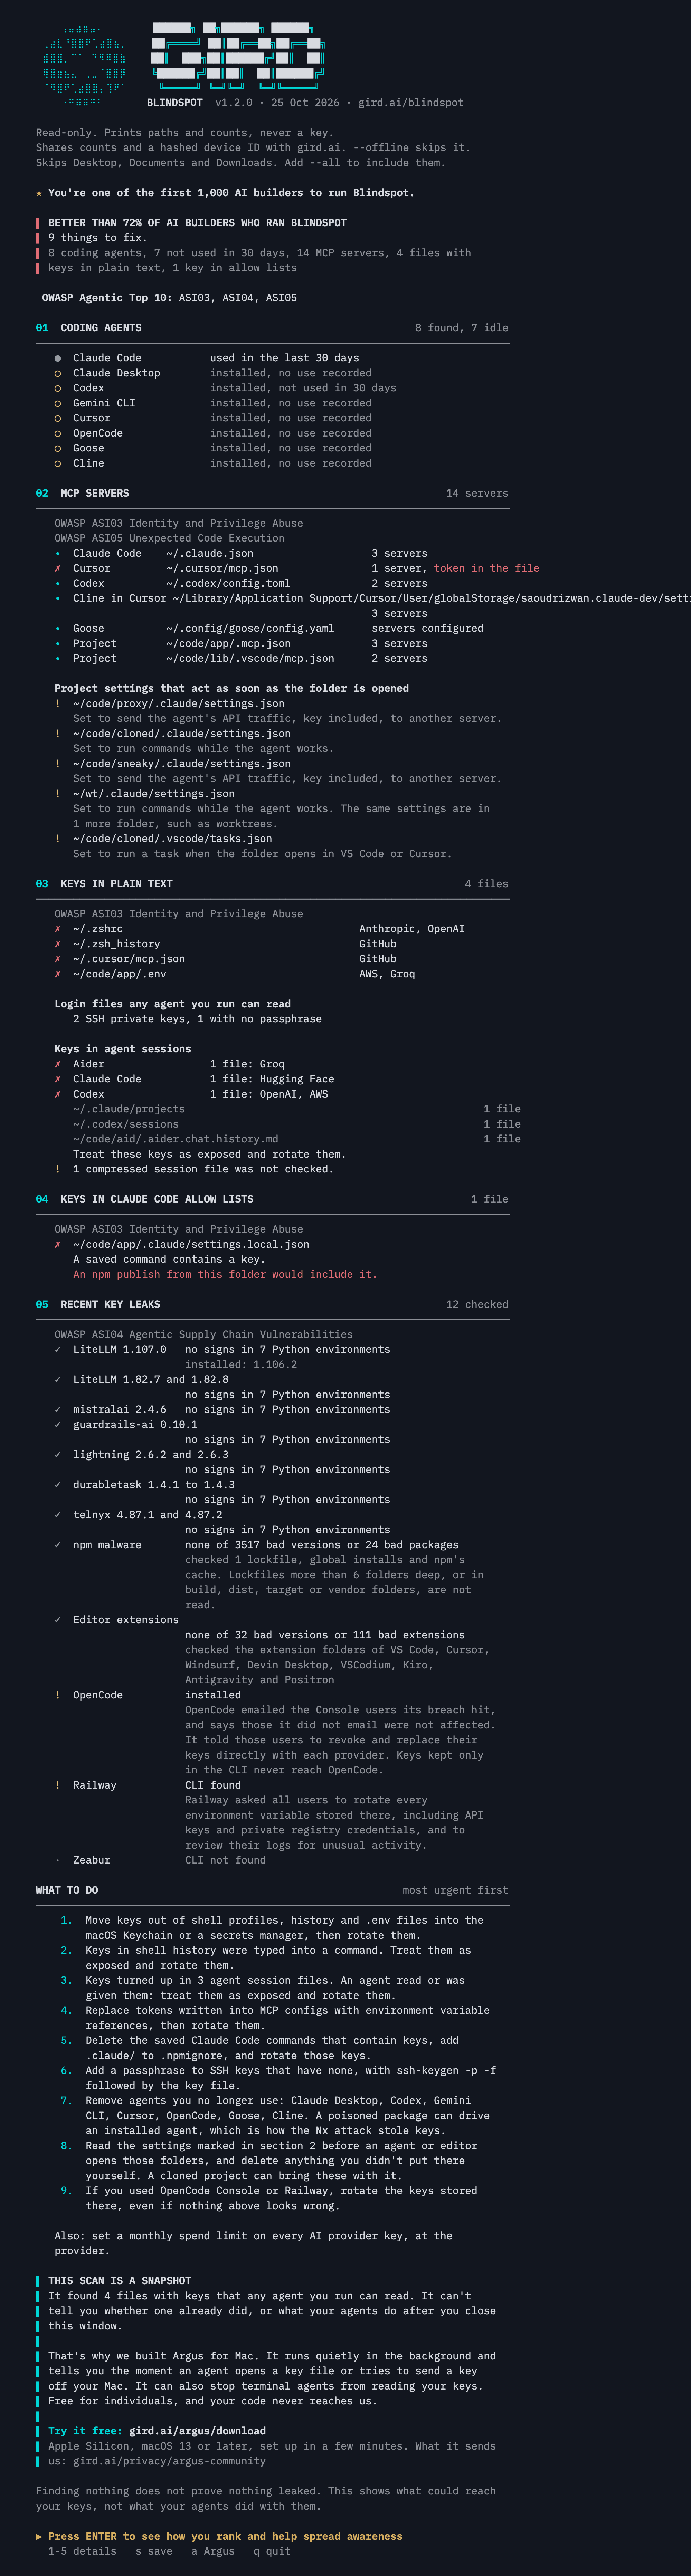 GIRD
BLINDSPOT v1.2.0 · 25 Oct 2026 · gird.ai/blindspot
Read-only. Prints paths and counts, never a key.
Shares counts and a hashed device ID with gird.ai. --offline skips it.
Skips Desktop, Documents and Downloads. Add --all to include them.
★ You're one of the first 1,000 AI builders to run Blindspot.
BETTER THAN 72% OF AI BUILDERS WHO RAN BLINDSPOT
9 things to fix.
8 coding agents, 7 not used in 30 days, 14 MCP servers, 4 files with
keys in plain text, 1 key in allow lists
OWASP Agentic Top 10: ASI03, ASI04, ASI05
01 CODING AGENTS 8 found, 7 idle
● Claude Code used in the last 30 days
○ Claude Desktop installed, no use recorded
○ Codex installed, not used in 30 days
○ Gemini CLI installed, no use recorded
○ Cursor installed, no use recorded
○ OpenCode installed, no use recorded
○ Goose installed, no use recorded
○ Cline installed, no use recorded
02 MCP SERVERS 14 servers
OWASP ASI03 Identity and Privilege Abuse
OWASP ASI05 Unexpected Code Execution
• Claude Code ~/.claude.json 3 servers
✗ Cursor ~/.cursor/mcp.json 1 server, token in the file
• Codex ~/.codex/config.toml 2 servers
• Cline in Cursor ~/Library/Application Support/Cursor/User/globalStorage/saoudrizwan.claude-dev/setti
3 servers
• Goose ~/.config/goose/config.yaml servers configured
• Project ~/code/app/.mcp.json 3 servers
• Project ~/code/lib/.vscode/mcp.json 2 servers
Project settings that act as soon as the folder is opened
! ~/code/proxy/.claude/settings.json
Set to send the agent's API traffic, key included, to another server.
! ~/code/cloned/.claude/settings.json
Set to run commands while the agent works.
! ~/code/sneaky/.claude/settings.json
Set to send the agent's API traffic, key included, to another server.
! ~/wt/.claude/settings.json
Set to run commands while the agent works. The same settings are in
1 more folder, such as worktrees.
! ~/code/cloned/.vscode/tasks.json
Set to run a task when the folder opens in VS Code or Cursor.
03 KEYS IN PLAIN TEXT 4 files
OWASP ASI03 Identity and Privilege Abuse
✗ ~/.zshrc Anthropic, OpenAI
✗ ~/.zsh_history GitHub
✗ ~/.cursor/mcp.json GitHub
✗ ~/code/app/.env AWS, Groq
Login files any agent you run can read
2 SSH private keys, 1 with no passphrase
Keys in agent sessions
✗ Aider 1 file: Groq
✗ Claude Code 1 file: Hugging Face
✗ Codex 1 file: OpenAI, AWS
~/.claude/projects 1 file
~/.codex/sessions 1 file
~/code/aid/.aider.chat.history.md 1 file
Treat these keys as exposed and rotate them.
! 1 compressed session file was not checked.
04 KEYS IN CLAUDE CODE ALLOW LISTS 1 file
OWASP ASI03 Identity and Privilege Abuse
✗ ~/code/app/.claude/settings.local.json
A saved command contains a key.
An npm publish from this folder would include it.
05 RECENT KEY LEAKS 12 checked
OWASP ASI04 Agentic Supply Chain Vulnerabilities
✓ LiteLLM 1.107.0 no signs in 7 Python environments
installed: 1.106.2
✓ LiteLLM 1.82.7 and 1.82.8
no signs in 7 Python environments
✓ mistralai 2.4.6 no signs in 7 Python environments
✓ guardrails-ai 0.10.1
no signs in 7 Python environments
✓ lightning 2.6.2 and 2.6.3
no signs in 7 Python environments
✓ durabletask 1.4.1 to 1.4.3
no signs in 7 Python environments
✓ telnyx 4.87.1 and 4.87.2
no signs in 7 Python environments
✓ npm malware none of 3517 bad versions or 24 bad packages
checked 1 lockfile, global installs and npm's
cache. Lockfiles more than 6 folders deep, or in
build, dist, target or vendor folders, are not
read.
✓ Editor extensions
none of 32 bad versions or 111 bad extensions
checked the extension folders of VS Code, Cursor,
Windsurf, Devin Desktop, VSCodium, Kiro,
Antigravity and Positron
! OpenCode installed
OpenCode emailed the Console users its breach hit,
and says those it did not email were not affected.
It told those users to revoke and replace their
keys directly with each provider. Keys kept only
in the CLI never reach OpenCode.
! Railway CLI found
Railway asked all users to rotate every
environment variable stored there, including API
keys and private registry credentials, and to
review their logs for unusual activity.
· Zeabur CLI not found
WHAT TO DO most urgent first
1. Move keys out of shell profiles, history and .env files into the
macOS Keychain or a secrets manager, then rotate them.
2. Keys in shell history were typed into a command. Treat them as
exposed and rotate them.
3. Keys turned up in 3 agent session files. An agent read or was
given them: treat them as exposed and rotate them.
4. Replace tokens written into MCP configs with environment variable
references, then rotate them.
5. Delete the saved Claude Code commands that contain keys, add
.claude/ to .npmignore, and rotate those keys.
6. Add a passphrase to SSH keys that have none, with ssh-keygen -p -f
followed by the key file.
7. Remove agents you no longer use: Claude Desktop, Codex, Gemini
CLI, Cursor, OpenCode, Goose, Cline. A poisoned package can drive
an installed agent, which is how the Nx attack stole keys.
8. Read the settings marked in section 2 before an agent or editor
opens those folders, and delete anything you didn't put there
yourself. A cloned project can bring these with it.
9. If you used OpenCode Console or Railway, rotate the keys stored
there, even if nothing above looks wrong.
Also: set a monthly spend limit on every AI provider key, at the
provider.
THIS SCAN IS A SNAPSHOT
It found 4 files with keys that any agent you run can read. It can't
tell you whether one already did, or what your agents do after you close
this window.
That's why we built Argus for Mac. It runs quietly in the background and
tells you the moment an agent opens a key file or tries to send a key
off your Mac. It can also stop terminal agents from reading your keys.
Free for individuals, and your code never reaches us.
Try it free: gird.ai/argus/download
Apple Silicon, macOS 13 or later, set up in a few minutes. What it sends
us: gird.ai/privacy/argus-community
Finding nothing does not prove nothing leaked. This shows what could reach
your keys, not what your agents did with them.
▶ Press ENTER to see how you rank and help spread awareness
1-5 details s save a Argus q quit